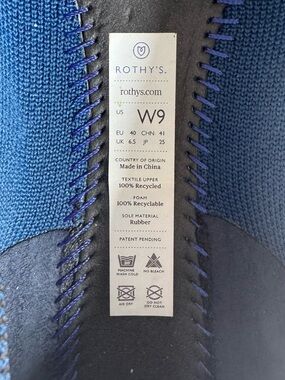 ROTHY'S.
rothys.com
US W9
EU 40 CHN 41
UK 6.5 JP 25
COUNTRY OF ORIGIN
Made in China
TEXTILE UPPER
100% Recycled
FOAM
100% Recyclable
SOLE MATERIAL
Rubber
PATENT PENDING
MACHINE NO BLEACH
WASH COLD
AIR DRY DO NOT
DRY CLEAN